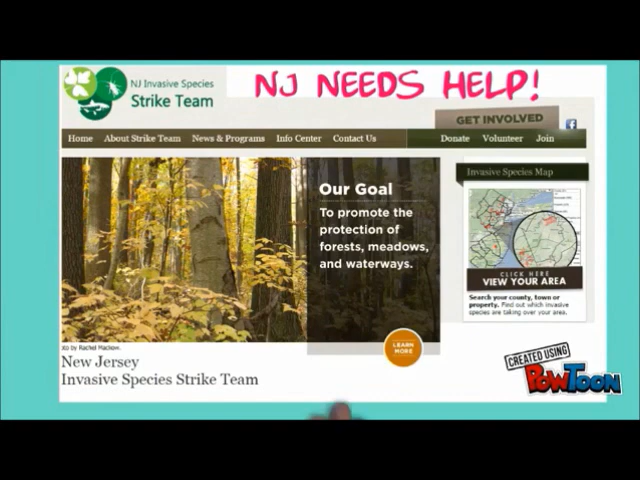 NJ Invasive Species
Strike Team
NJ NEEDS HELP!
GET INVOLVED
f
Home About Strike Team News & Programs Info Center Contact Us Donate Volunteer Join
Our Goal
To promote the
protection of
forests, meadows,
and waterways.
LEARN
MORE
Invasive Species Map
CLICK HERE
VIEW YOUR AREA
Search your county, town or
property. Find out which invasive
species are taking over your area.
by Rachel Mackow.
New Jersey
Invasive Species Strike Team
CREATED USING
POWTOON